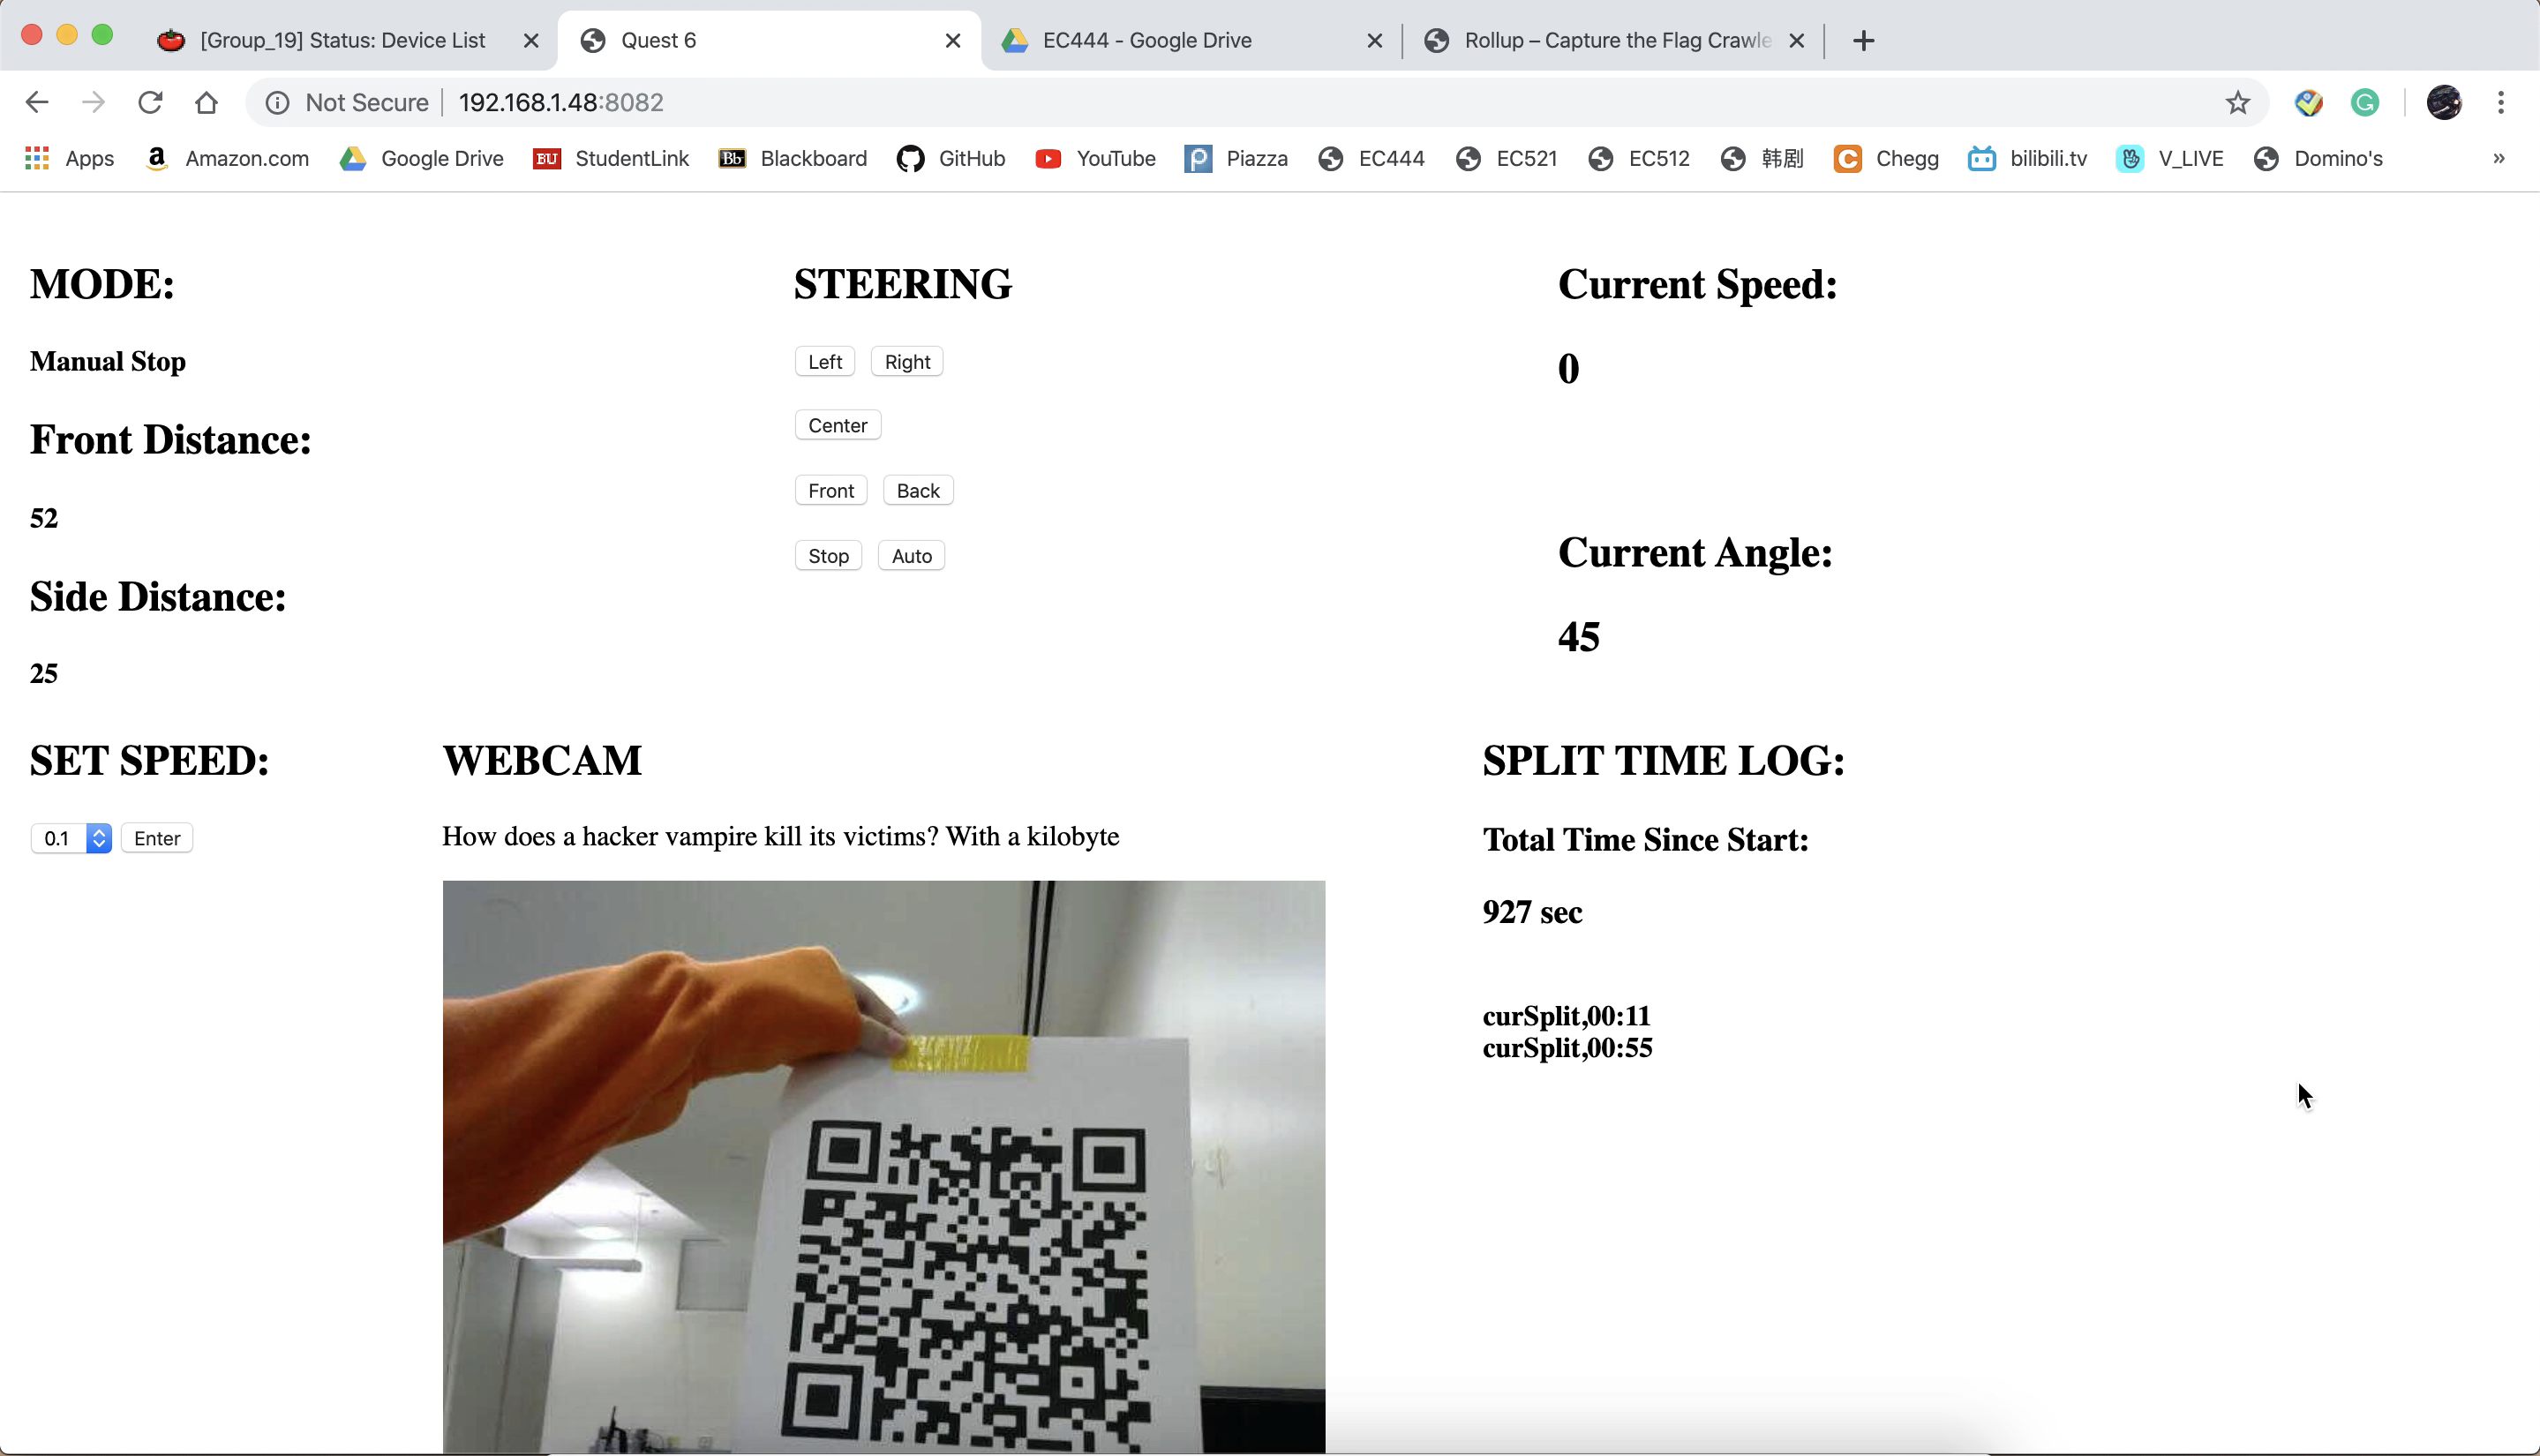 [Group_19] Status: Device List
Quest 6
EC444 - Google Drive
Rollup – Capture the Flag Crawle
Not Secure
192.168.1.48:8082
Apps
Amazon.com
Google Drive
BU StudentLink
Bb Blackboard
GitHub
YouTube
Piazza
EC444
EC521
EC512
韩剧
Chegg
bilibili.tv
V_LIVE
Domino's
»
MODE:
Manual Stop
Front Distance:
52
Side Distance:
25
STEERING
Left Right
Center
Front Back
Stop Auto
Current Speed:
0
Current Angle:
45
SET SPEED:
0.1 Enter
WEBCAM
How does a hacker vampire kill its victims? With a kilobyte
SPLIT TIME LOG:
Total Time Since Start:
927 sec
curSplit,00:11
curSplit,00:55